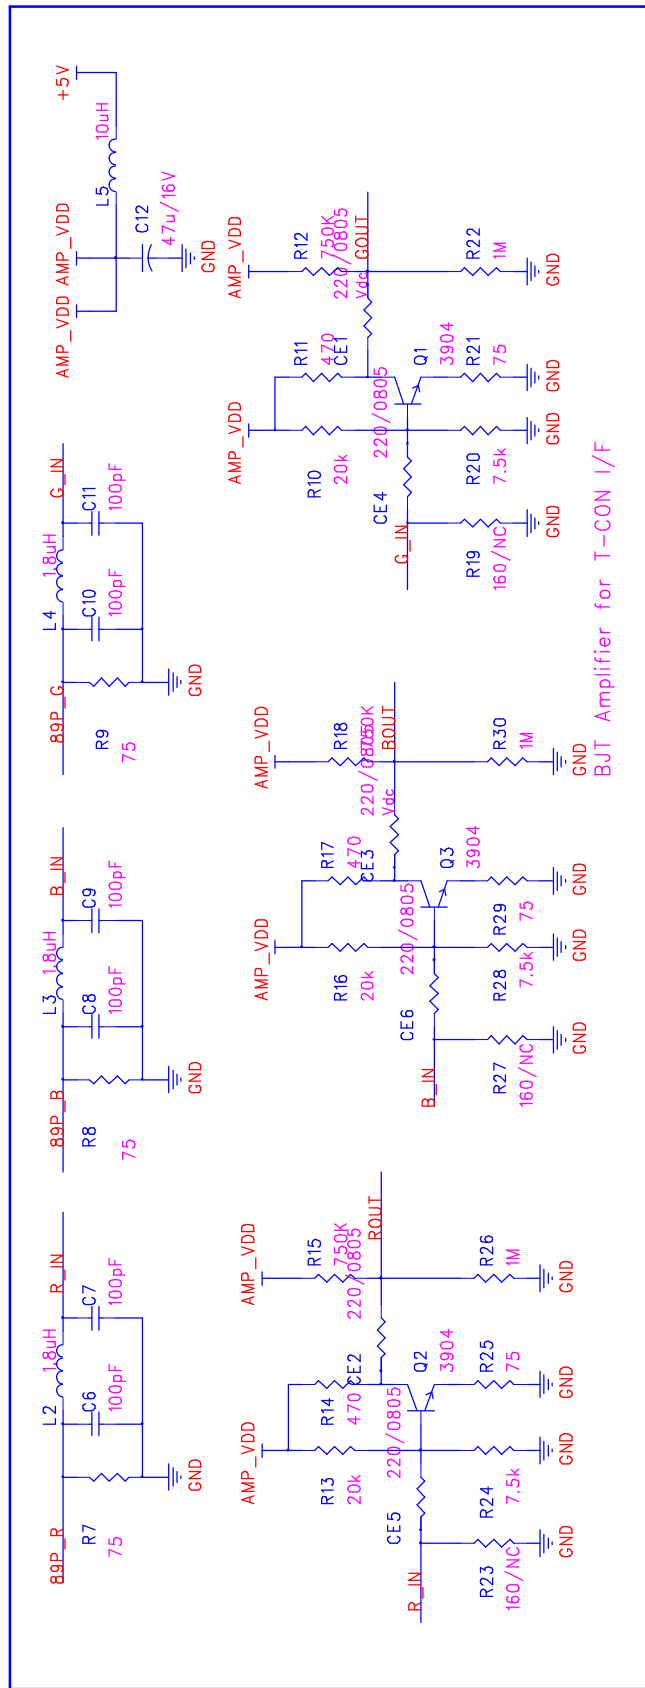 +5V
10uH
L5
AMP_VDD
AMP_VDD
C12
47u/16V
GND
G_IN
C11
100pF
1.8uH
L4
C10
100pF
89P_G
R9
75
GND
B_IN
C9
100pF
1.8uH
L3
C8
100pF
89P_B
R8
75
GND
R_IN
C7
100pF
1.8uH
L2
C6
100pF
89P_R
R7
75
GND
AMP_VDD
R12
750K
220/0805
Vdc
GOUT
R22
1M
GND
R11
470
CE1
Q1
3904
R21
75
GND
AMP_VDD
R10
20k
220/0805
CE4
R20
7.5k
GND
G_IN
R19
160/NC
GND
AMP_VDD
R18
750K
220/0805
Vdc
BOUT
R30
1M
GND
R17
470
CE3
Q3
3904
R29
75
GND
AMP_VDD
R16
20k
220/0805
CE6
R28
7.5k
GND
B_IN
R27
160/NC
GND
AMP_VDD
R15
750K
220/0805
ROUT
R26
1M
GND
R14
470
CE2
Q2
3904
R25
75
GND
AMP_VDD
R13
20k
220/0805
CE5
R24
7.5k
GND
R_IN
R23
160/NC
GND
BJT Amplifier for T-CON I/F